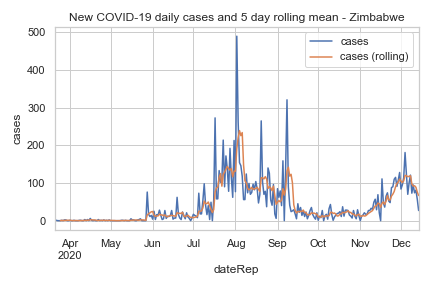 New COVID-19 daily cases and 5 day rolling mean - Zimbabwe
cases
cases (rolling)
500
400
300
200
100
0
cases
Apr May Jun Jul Aug Sep Oct Nov Dec
2020
dateRep